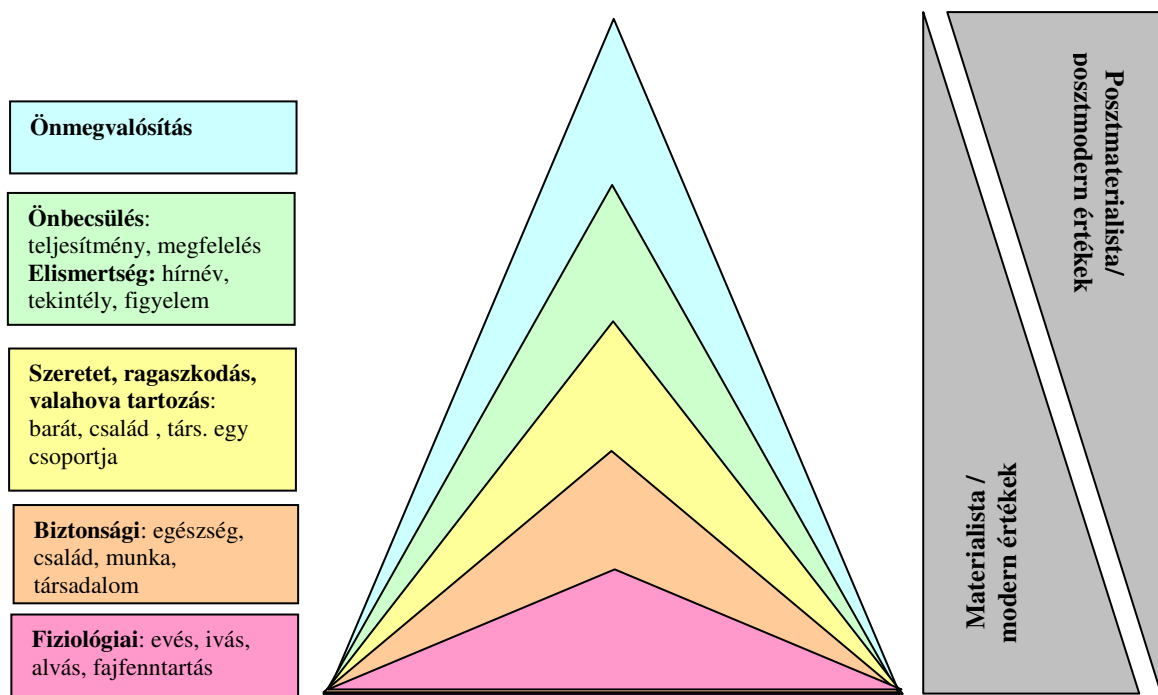 Önmegvalósítás
Önbecsülés:
teljesítmény, megfelelés
Elismertség: hírnév,
tekintély, figyelem
Szeretet, ragaszkodás,
valahova tartozás:
barát, család , társ. egy
csoportja
Biztonsági: egészség,
család, munka,
társadalom
Fiziológiai: evés, ivás,
alvás, fajfenntartás
Posztmaterialista/
posztmodern értékek
Materialista /
modern értékek